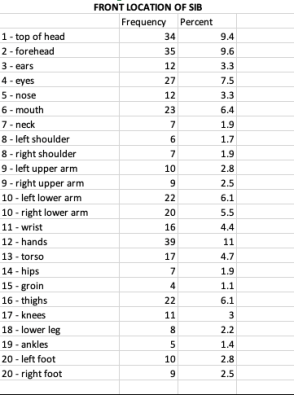 FRONT LOCATION OF SIB
Frequency Percent
1 - top of head 34 9.4
2 - forehead 35 9.6
3 - ears 12 3.3
4 - eyes 27 7.5
5 - nose 12 3.3
6 - mouth 23 6.4
7 - neck 7 1.9
8 - left shoulder 6 1.7
8 - right shoulder 7 1.9
9 - left upper arm 10 2.8
9 - right upper arm 9 2.5
10 - left lower arm 22 6.1
10 - right lower arm 20 5.5
11 - wrist 16 4.4
12 - hands 39 11
13 - torso 17 4.7
14 - hips 7 1.9
15 - groin 4 1.1
16 - thighs 22 6.1
17 - knees 11 3
18 - lower leg 8 2.2
19 - ankles 5 1.4
20 - left foot 10 2.8
20 - right foot 9 2.5